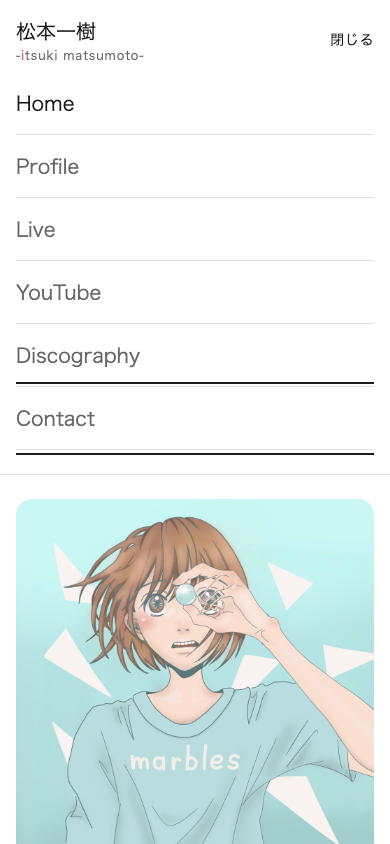 松本一樹
-itsuki matsumoto-
閉じる
Home
Profile
Live
YouTube
Discography
Contact
marbles